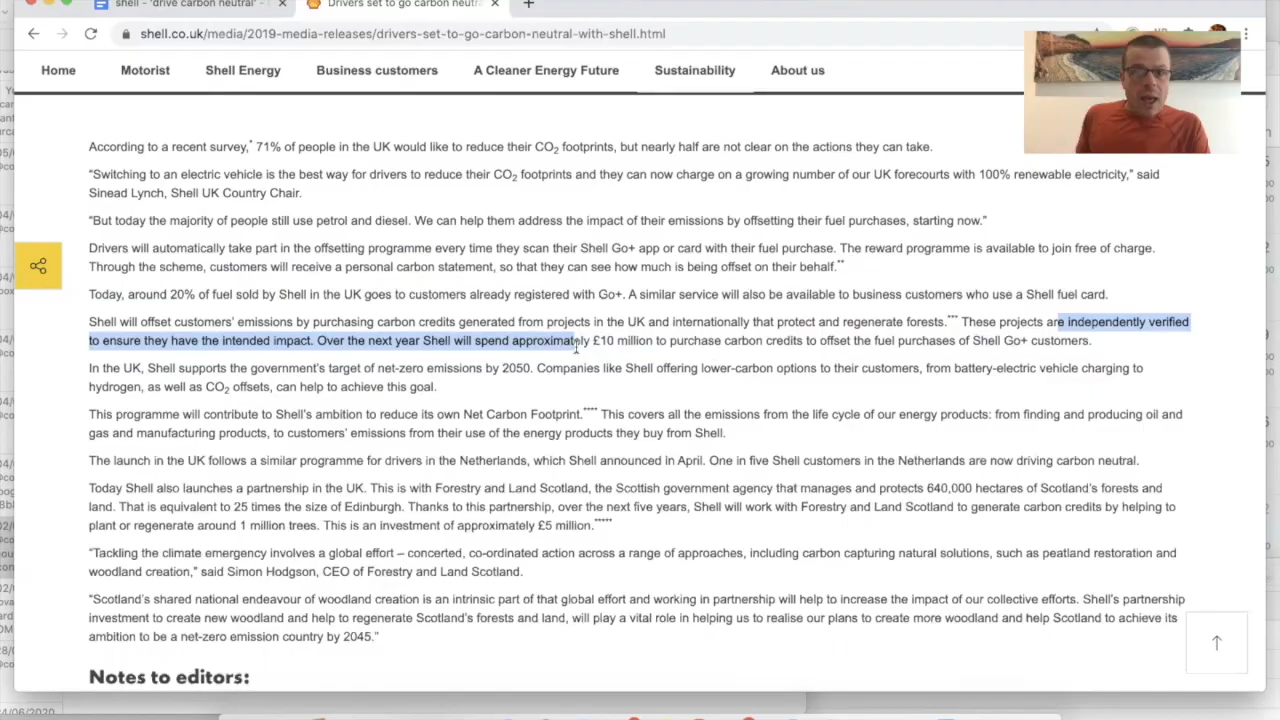 shell - 'drive carbon neutral' -
Drivers set to go carbon neutral
shell.co.uk/media/2019-media-releases/drivers-set-to-go-carbon-neutral-with-shell.html
Home Motorist Shell Energy Business customers A Cleaner Energy Future Sustainability About us
According to a recent survey,* 71% of people in the UK would like to reduce their CO2 footprints, but nearly half are not clear on the actions they can take.
“Switching to an electric vehicle is the best way for drivers to reduce their CO2 footprints and they can now charge on a growing number of our UK forecourts with 100% renewable electricity,” said
Sinead Lynch, Shell UK Country Chair.
“But today the majority of people still use petrol and diesel. We can help them address the impact of their emissions by offsetting their fuel purchases, starting now.”
Drivers will automatically take part in the offsetting programme every time they scan their Shell Go+ app or card with their fuel purchase. The reward programme is available to join free of charge.
Through the scheme, customers will receive a personal carbon statement, so that they can see how much is being offset on their behalf.**
Today, around 20% of fuel sold by Shell in the UK goes to customers already registered with Go+. A similar service will also be available to business customers who use a Shell fuel card.
Shell will offset customers’ emissions by purchasing carbon credits generated from projects in the UK and internationally that protect and regenerate forests.*** These projects are independently verified
to ensure they have the intended impact. Over the next year Shell will spend approximately £10 million to purchase carbon credits to offset the fuel purchases of Shell Go+ customers.
In the UK, Shell supports the government’s target of net-zero emissions by 2050. Companies like Shell offering lower-carbon options to their customers, from battery-electric vehicle charging to
hydrogen, as well as CO2 offsets, can help to achieve this goal.
This programme will contribute to Shell’s ambition to reduce its own Net Carbon Footprint.**** This covers all the emissions from the life cycle of our energy products: from finding and producing oil and
gas and manufacturing products, to customers’ emissions from their use of the energy products they buy from Shell.
The launch in the UK follows a similar programme for drivers in the Netherlands, which Shell announced in April. One in five Shell customers in the Netherlands are now driving carbon neutral.
Today Shell also launches a partnership in the UK. This is with Forestry and Land Scotland, the Scottish government agency that manages and protects 640,000 hectares of Scotland’s forests and
land. That is equivalent to 25 times the size of Edinburgh. Thanks to this partnership, over the next five years, Shell will work with Forestry and Land Scotland to generate carbon credits by helping to
plant or regenerate around 1 million trees. This is an investment of approximately £5 million.*****
“Tackling the climate emergency involves a global effort – concerted, co-ordinated action across a range of approaches, including carbon capturing natural solutions, such as peatland restoration and
woodland creation,” said Simon Hodgson, CEO of Forestry and Land Scotland.
“Scotland’s shared national endeavour of woodland creation is an intrinsic part of that global effort and working in partnership will help to increase the impact of our collective efforts. Shell’s partnership
investment to create new woodland and help to regenerate Scotland’s forests and land, will play a vital role in helping us to realise our plans to create more woodland and help Scotland to achieve its
ambition to be a net-zero emission country by 2045.”
Notes to editors:
24/06/2020